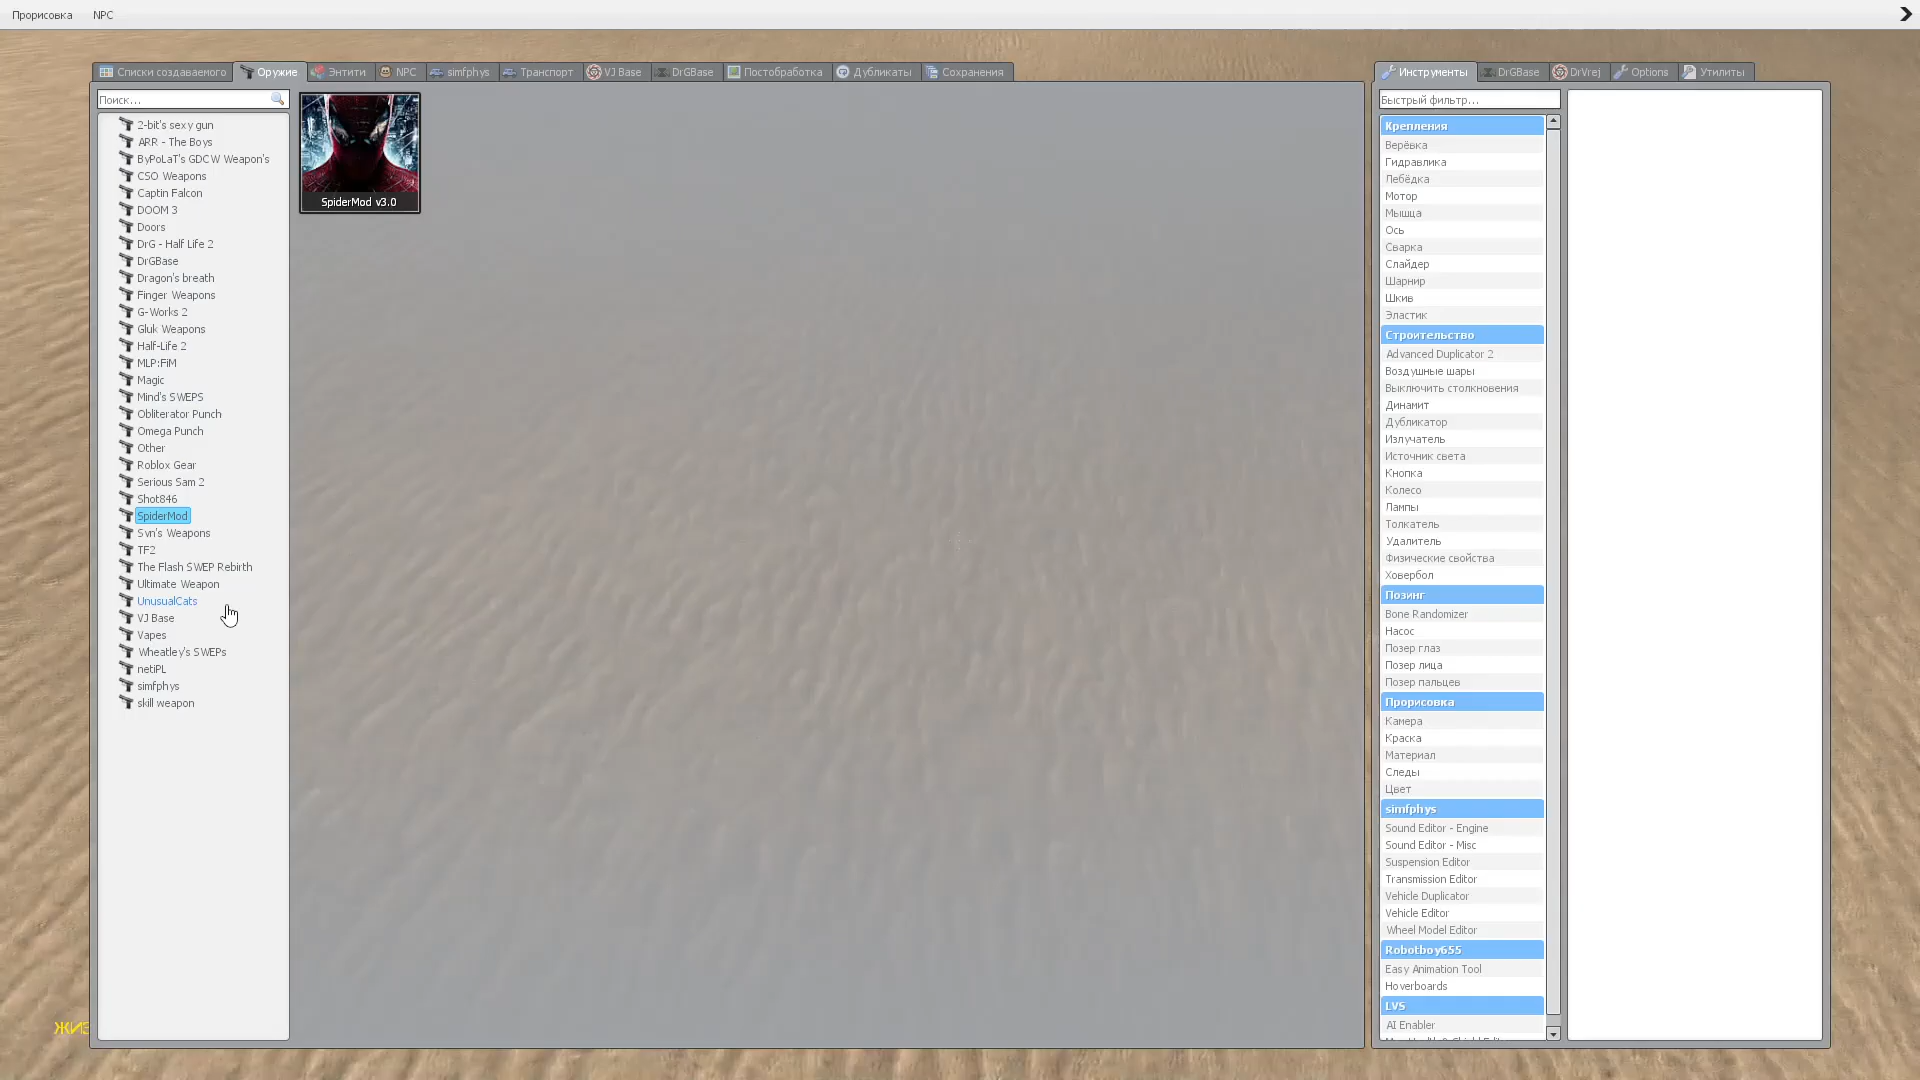 Прорисовка NPC
Списки создаваемого Оружие Энтити NPC simfphys Транспорт VJ Base DrGBase Постобработка Дубликаты Сохранения
Поиск...
2-bit's sexy gun
ARR - The Boys
ByPoLaT's GDCW Weapon's
CSO Weapons
Captin Falcon
DOOM 3
Doors
DrG - Half Life 2
DrGBase
Dragon's breath
Finger Weapons
G-Works 2
Gluk Weapons
Half-Life 2
MLP:FiM
Magic
Mind's SWEPS
Obliterator Punch
Omega Punch
Other
Roblox Gear
Serious Sam 2
Shot846
SpiderMod
Svn's Weapons
TF2
The Flash SWEP Rebirth
Ultimate Weapon
UnusualCats
VJ Base
Vapes
Wheatley's SWEPs
netiPL
simfphys
skill weapon
SpiderMod v3.0
Инструменты DrGBase DrVrej Options Утилиты
Быстрый фильтр...
Крепления
Верёвка
Гидравлика
Лебёдка
Мотор
Мышца
Ось
Сварка
Слайдер
Шарнир
Шкив
Эластик
Строительство
Advanced Duplicator 2
Воздушные шары
Выключить столкновения
Динамит
Дубликатор
Излучатель
Источник света
Кнопка
Колесо
Лампы
Толкатель
Удалитель
Физические свойства
Ховербол
Позинг
Bone Randomizer
Насос
Позер глаз
Позер лица
Позер пальцев
Прорисовка
Камера
Краска
Материал
Следы
Цвет
simfphys
Sound Editor - Engine
Sound Editor - Misc
Suspension Editor
Transmission Editor
Vehicle Duplicator
Vehicle Editor
Wheel Model Editor
Robotboy655
Easy Animation Tool
Hoverboards
LVS
AI Enabler